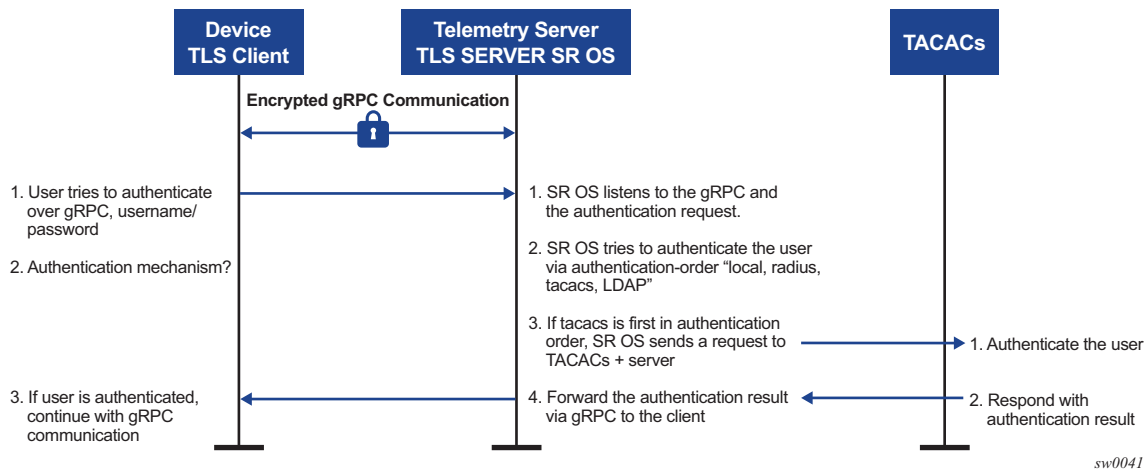 Device
TLS Client
Telemetry Server
TLS SERVER SR OS
TACACs
Encrypted gRPC Communication
1. User tries to authenticate
over gRPC, username/
password
2. Authentication mechanism?
3. If user is authenticated,
continue with gRPC
communication
1. SR OS listens to the gRPC and
the authentication request.
2. SR OS tries to authenticate the user
via authentication-order “local, radius,
tacacs, LDAP”
3. If tacacs is first in authentication
order, SR OS sends a request to
TACACs + server
4. Forward the authentication result
via gRPC to the client
1. Authenticate the user
2. Respond with
authentication result
sw0041